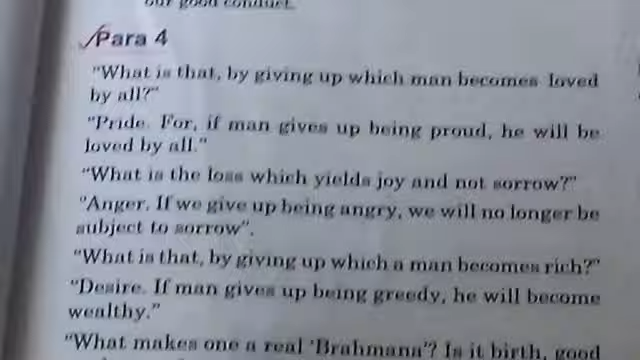 our good conduct.
Para 4
"What is that, by giving up which man becomes loved
by all?"
"Pride. For, if man gives up being proud, he will be
loved by all."
"What is the loss which yields joy and not sorrow?"
"Anger. If we give up being angry, we will no longer be
subject to sorrow".
"What is that, by giving up which a man becomes rich?"
"Desire. If man gives up being greedy, he will become
wealthy."
"What makes one a real 'Brahmana'? Is it birth, good